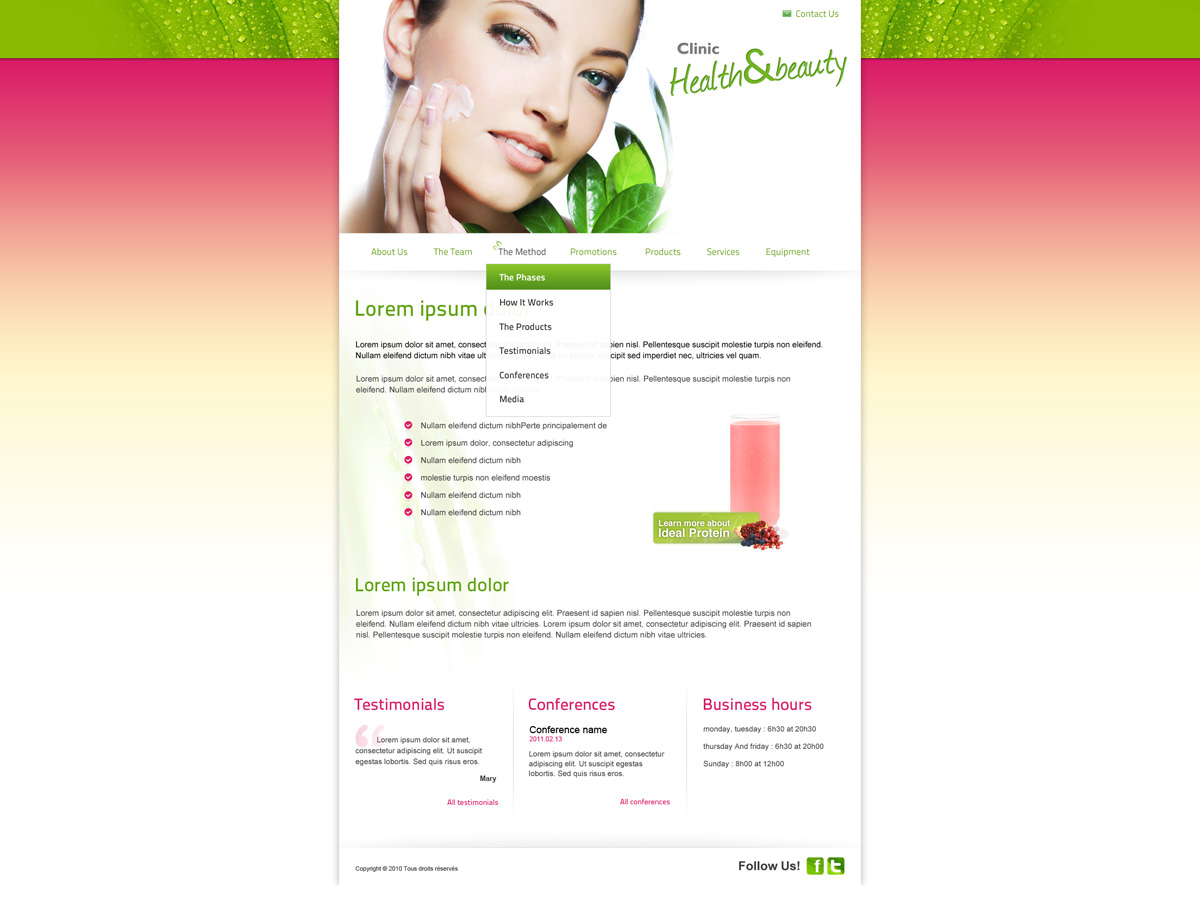 Contact Us
Clinic
Health&beauty
About Us The Team The Method Promotions Products Services Equipment
The Phases
How It Works
The Products
Testimonials
Conferences
Media
Lorem ipsum
Lorem ipsum dolor sit amet, consect pien nisl. Pellentesque suscipit molestie turpis non eleifend.
Nullam eleifend dictum nibh vitae ult cipit sed imperdiet nec, ultricies vel quam.
Lorem ipsum dolor sit amet, consect pien nisl. Pellentesque suscipit molestie turpis non
eleifend. Nullam eleifend dictum nibl
Nullam eleifend dictum nibhPerte principalement de
Lorem ipsum dolor, consectetur adipiscing
Nullam eleifend dictum nibh
molestie turpis non eleifend moestis
Nullam eleifend dictum nibh
Nullam eleifend dictum nibh
Learn more about
Ideal Protein
Lorem ipsum dolor
Lorem ipsum dolor sit amet, consectetur adipiscing elit. Praesent id sapien nisl. Pellentesque suscipit molestie turpis non
eleifend. Nullam eleifend dictum nibh vitae ultricies. Lorem ipsum dolor sit amet, consectetur adipiscing elit. Praesent id sapien
nisl. Pellentesque suscipit molestie turpis non eleifend. Nullam eleifend dictum nibh vitae ultricies.
Testimonials
Lorem ipsum dolor sit amet,
consectetur adipiscing elit. Ut suscipit
egestas lobortis. Sed quis risus eros.
Mary
All testimonials
Conferences
Conference name
2011.02.13
Lorem ipsum dolor sit amet, consectetur
adipiscing elit. Ut suscipit egestas
lobortis. Sed quis risus eros.
All conferences
Business hours
monday, tuesday : 6h30 at 20h30
thursday And friday : 6h30 at 20h00
Sunday : 8h00 at 12h00
Copyright © 2010 Tous droits réservés
Follow Us!